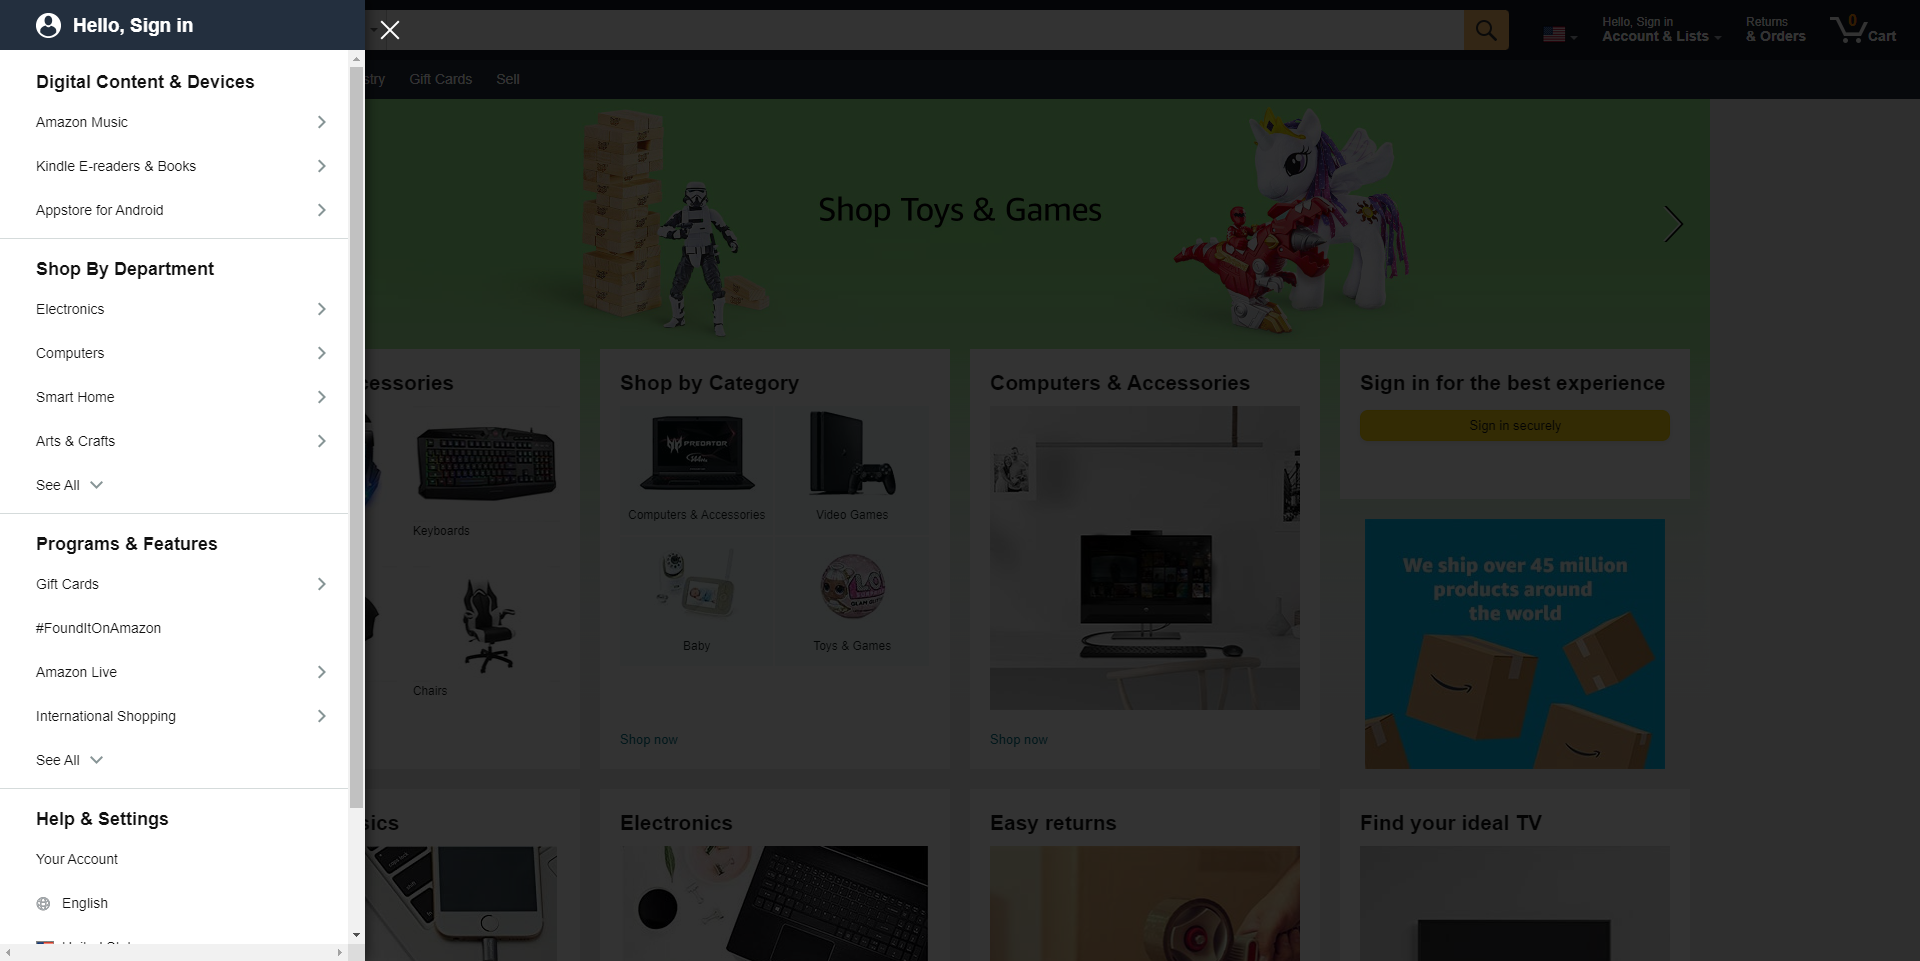 Hello, Sign in
Digital Content & Devices
Amazon Music
Kindle E-readers & Books
Appstore for Android
Shop By Department
Electronics
Computers
Smart Home
Arts & Crafts
See All
Programs & Features
Gift Cards
#FoundItOnAmazon
Amazon Live
International Shopping
See All
Help & Settings
Your Account
English
Hello, Sign in
Account & Lists
Returns
& Orders
0
Cart
Gift Cards
Sell
Shop Toys & Games
Keyboards
Chairs
Shop by Category
PREDATOR
Computers & Accessories
Video Games
Baby
Toys & Games
Shop now
Computers & Accessories
Shop now
Sign in for the best experience
Sign in securely
We ship over 45 million
products around
the world
Electronics
Easy returns
Find your ideal TV